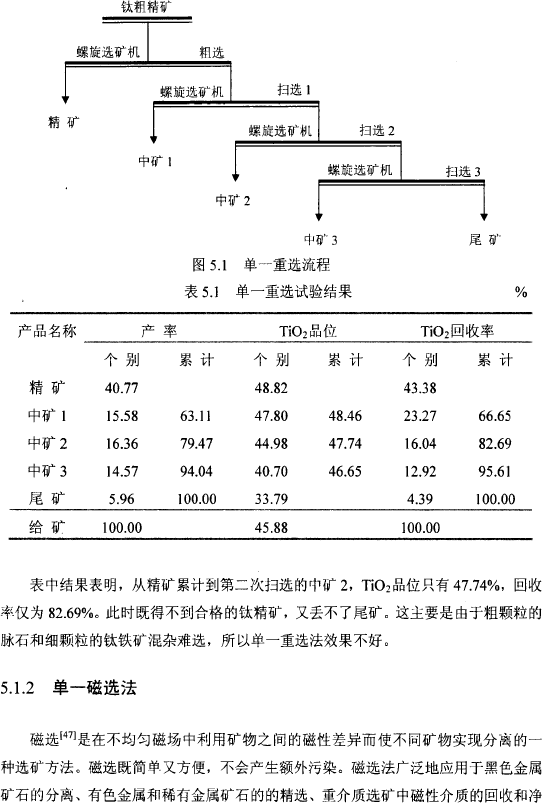 钛粗精矿
螺旋选矿机 粗选
螺旋选矿机 扫选 1
精 矿
螺旋选矿机 扫选 2
中矿 1
螺旋选矿机 扫选 3
中矿 2
中矿 3 尾 矿
图 5.1 单一重选流程
表 5.1 单一重选试验结果 %
产品名称 产 率 TiO₂品位 TiO₂回收率
个 别 累 计 个 别 累 计 个 别 累 计
精 矿 40.77 48.82 43.38
中矿 1 15.58 63.11 47.80 48.46 23.27 66.65
中矿 2 16.36 79.47 44.98 47.74 16.04 82.69
中矿 3 14.57 94.04 40.70 46.65 12.92 95.61
尾 矿 5.96 100.00 33.79 4.39 100.00
给 矿 100.00 45.88 100.00
表中结果表明，从精矿累计到第二次扫选的中矿 2，TiO₂品位只有 47.74%，回收
率仅为 82.69%。此时既得不到合格的钛精矿，又丢不了尾矿。这主要是由于粗颗粒的
脉石和细颗粒的钛铁矿混杂难选，所以单一重选法效果不好。
5.1.2 单一磁选法
磁选[47]是在不均匀磁场中利用矿物之间的磁性差异而使不同矿物实现分离的一
种选矿方法。磁选既简单又方便，不会产生额外污染。磁选法广泛地应用于黑色金属
矿石的分离、有色金属和稀有金属矿石的的精选、重介质选矿中磁性介质的回收和净